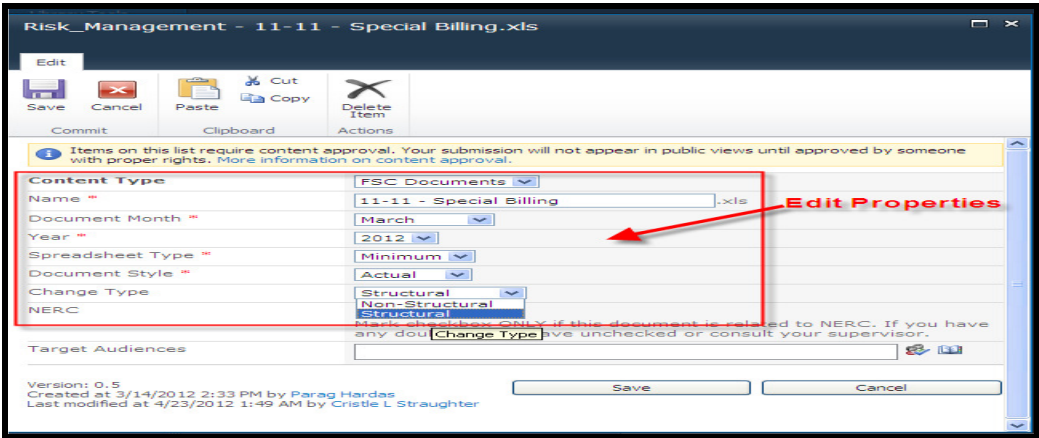 Risk_Management - 11-11 - Special Billing.xls
Edit
Save
Cancel
Paste
Cut
Copy
Delete Item
Commit
Clipboard
Actions
Items on this list require content approval. Your submission will not appear in public views until approved by someone
with proper rights. More information on content approval.
Content Type FSC Documents
Name * 11-11 - Special Billing .xls
Edit Properties
Document Month * March
Year * 2012
Spreadsheet Type * Minimum
Document Style * Actual
Change Type Structural
Non-Structural
NERC Structural
Mark checkbox ONLY if this document is related to NERC. If you have
any Change Type unchecked or consult your supervisor.
Target Audiences
Version: 0.5
Created at 3/14/2012 2:33 PM by Parag Hardas
Last modified at 4/23/2012 1:49 AM by Cristle L Straughter
Save
Cancel